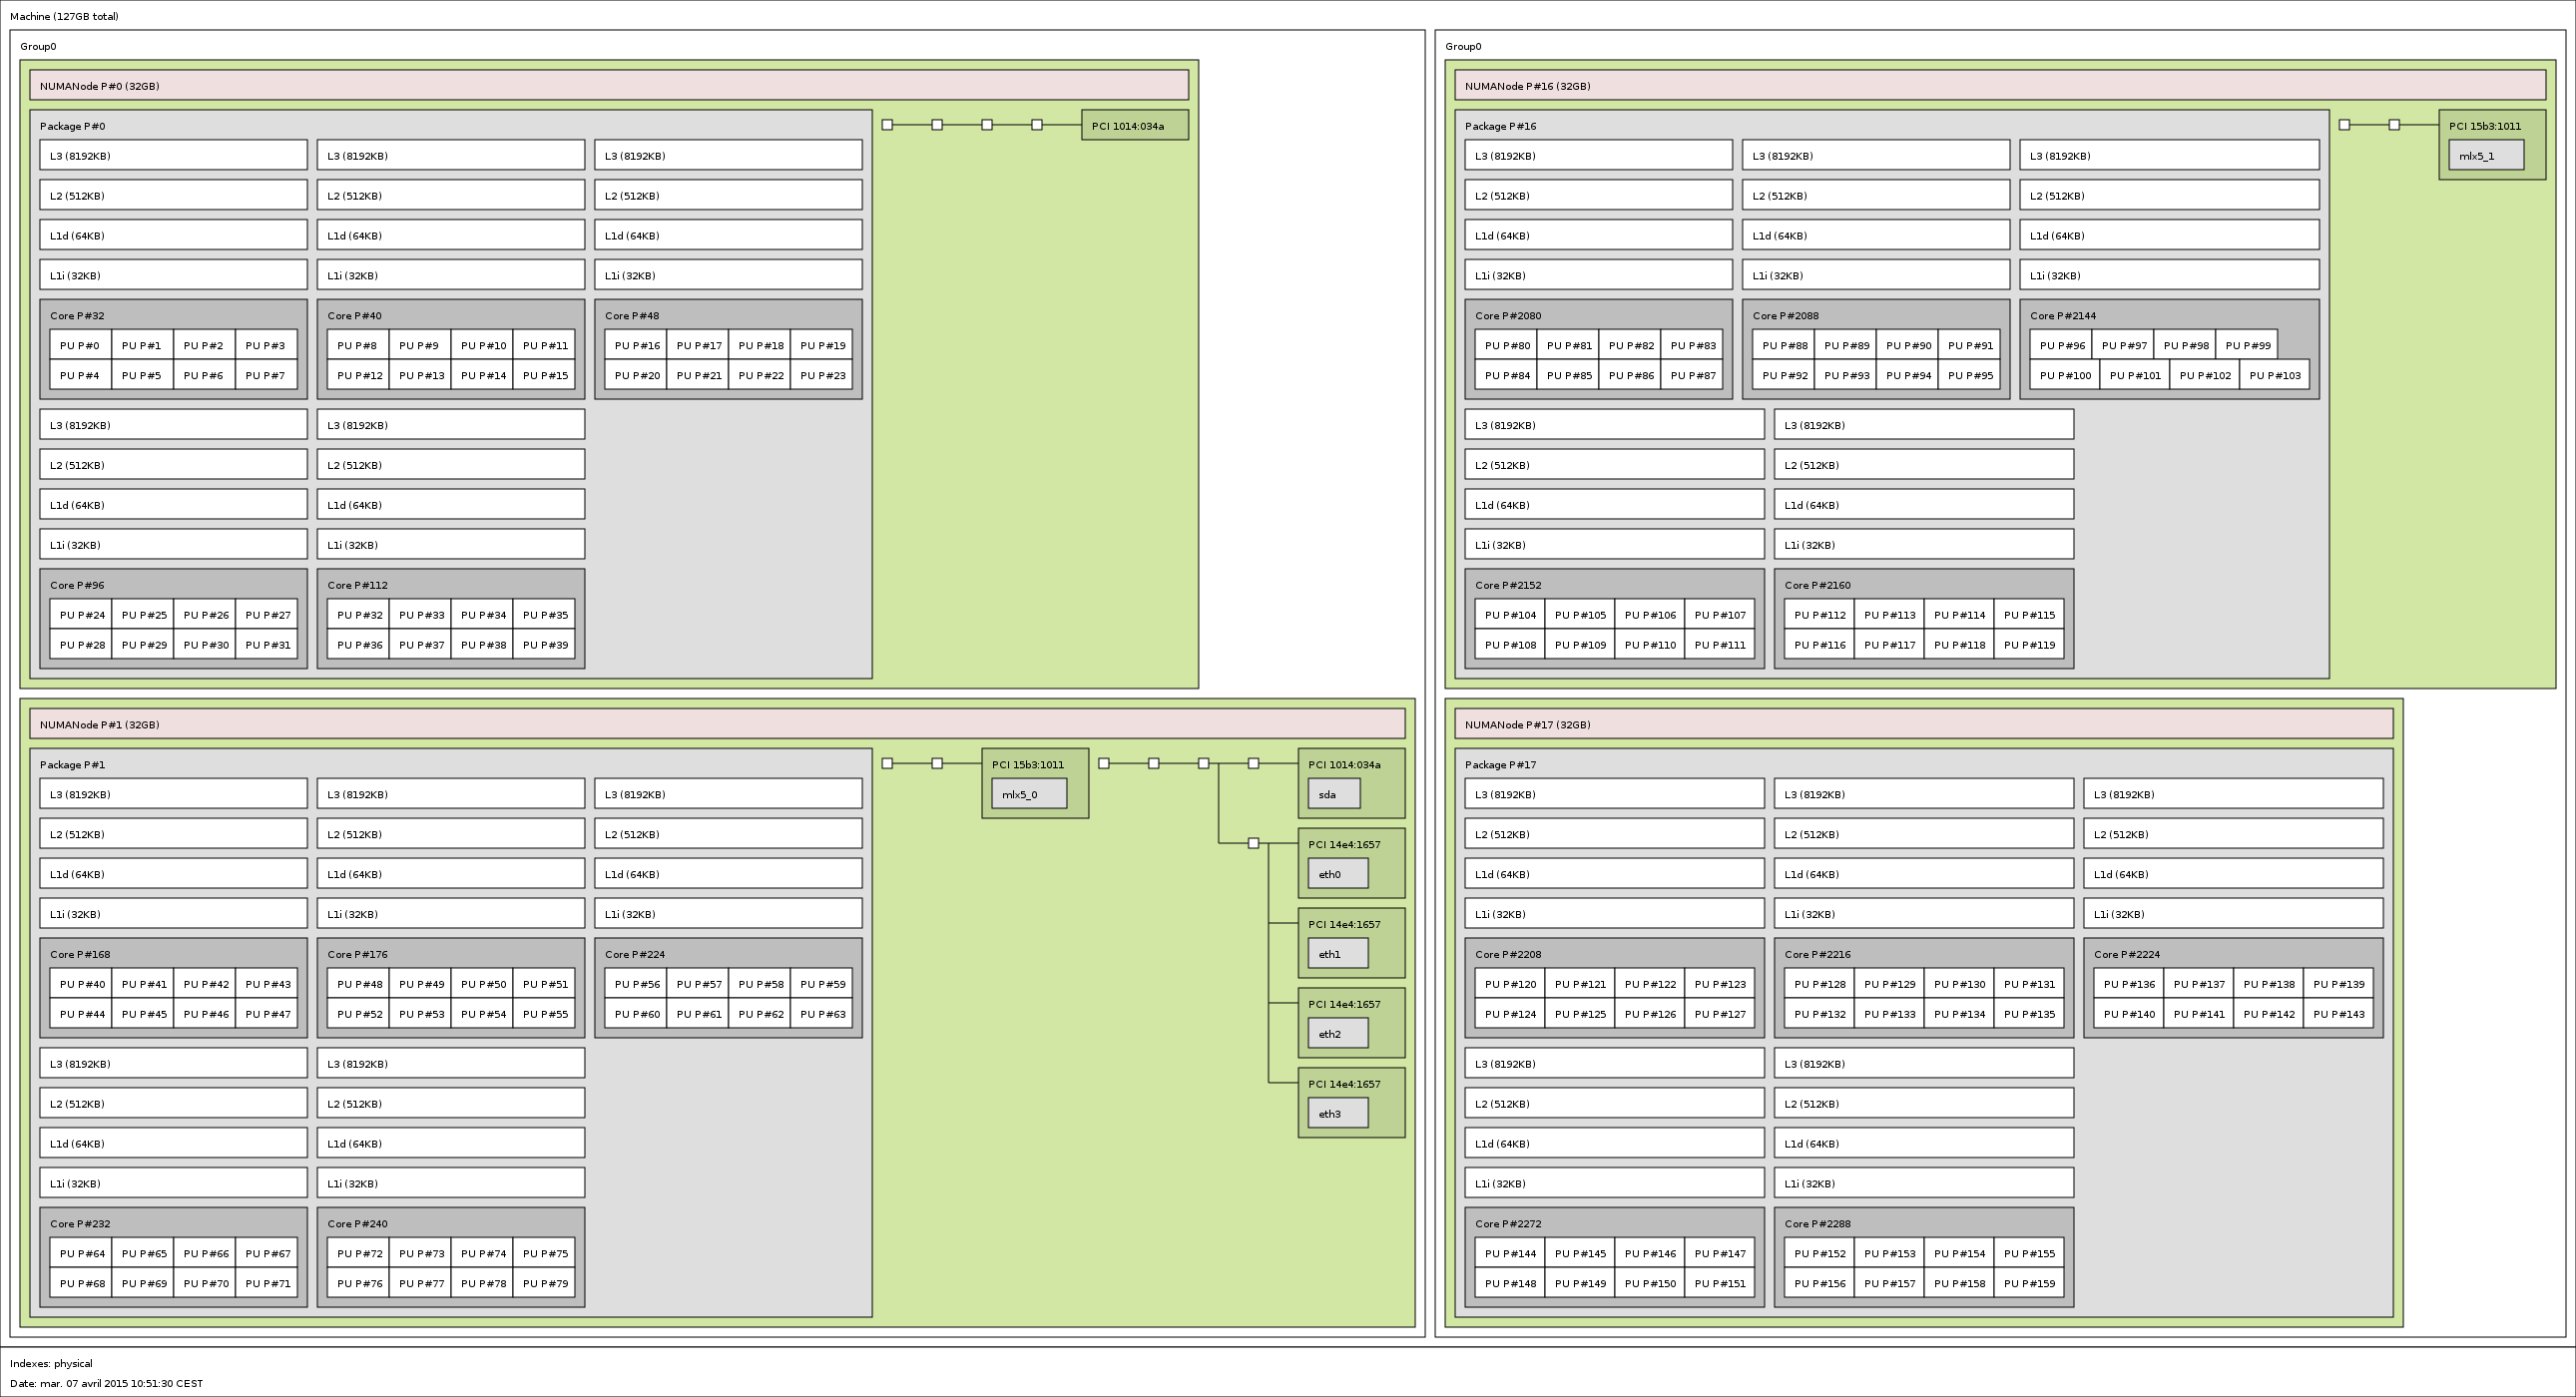 Machine (127GB total)
Group0
NUMANode P#0 (32GB)
Package P#0
PCI 1014:034a
L3 (8192KB) L3 (8192KB) L3 (8192KB)
L2 (512KB) L2 (512KB) L2 (512KB)
L1d (64KB) L1d (64KB) L1d (64KB)
L1i (32KB) L1i (32KB) L1i (32KB)
Core P#32 Core P#40 Core P#48
PU P#0 PU P#1 PU P#2 PU P#3 PU P#8 PU P#9 PU P#10 PU P#11 PU P#16 PU P#17 PU P#18 PU P#19
PU P#4 PU P#5 PU P#6 PU P#7 PU P#12 PU P#13 PU P#14 PU P#15 PU P#20 PU P#21 PU P#22 PU P#23
L3 (8192KB) L3 (8192KB)
L2 (512KB) L2 (512KB)
L1d (64KB) L1d (64KB)
L1i (32KB) L1i (32KB)
Core P#96 Core P#112
PU P#24 PU P#25 PU P#26 PU P#27 PU P#32 PU P#33 PU P#34 PU P#35
PU P#28 PU P#29 PU P#30 PU P#31 PU P#36 PU P#37 PU P#38 PU P#39
NUMANode P#1 (32GB)
Package P#1
L3 (8192KB) L3 (8192KB) L3 (8192KB)
L2 (512KB) L2 (512KB) L2 (512KB)
L1d (64KB) L1d (64KB) L1d (64KB)
L1i (32KB) L1i (32KB) L1i (32KB)
Core P#168 Core P#176 Core P#224
PU P#40 PU P#41 PU P#42 PU P#43 PU P#48 PU P#49 PU P#50 PU P#51 PU P#56 PU P#57 PU P#58 PU P#59
PU P#44 PU P#45 PU P#46 PU P#47 PU P#52 PU P#53 PU P#54 PU P#55 PU P#60 PU P#61 PU P#62 PU P#63
L3 (8192KB) L3 (8192KB)
L2 (512KB) L2 (512KB)
L1d (64KB) L1d (64KB)
L1i (32KB) L1i (32KB)
Core P#232 Core P#240
PU P#64 PU P#65 PU P#66 PU P#67 PU P#72 PU P#73 PU P#74 PU P#75
PU P#68 PU P#69 PU P#70 PU P#71 PU P#76 PU P#77 PU P#78 PU P#79
PCI 15b3:1011
mlx5_0
PCI 1014:034a
sda
PCI 14e4:1657
eth0
PCI 14e4:1657
eth1
PCI 14e4:1657
eth2
PCI 14e4:1657
eth3
Group0
NUMANode P#16 (32GB)
Package P#16
PCI 15b3:1011
mlx5_1
L3 (8192KB) L3 (8192KB) L3 (8192KB)
L2 (512KB) L2 (512KB) L2 (512KB)
L1d (64KB) L1d (64KB) L1d (64KB)
L1i (32KB) L1i (32KB) L1i (32KB)
Core P#2080 Core P#2088 Core P#2144
PU P#80 PU P#81 PU P#82 PU P#83 PU P#88 PU P#89 PU P#90 PU P#91 PU P#96 PU P#97 PU P#98 PU P#99
PU P#84 PU P#85 PU P#86 PU P#87 PU P#92 PU P#93 PU P#94 PU P#95 PU P#100 PU P#101 PU P#102 PU P#103
L3 (8192KB) L3 (8192KB)
L2 (512KB) L2 (512KB)
L1d (64KB) L1d (64KB)
L1i (32KB) L1i (32KB)
Core P#2152 Core P#2160
PU P#104 PU P#105 PU P#106 PU P#107 PU P#112 PU P#113 PU P#114 PU P#115
PU P#108 PU P#109 PU P#110 PU P#111 PU P#116 PU P#117 PU P#118 PU P#119
NUMANode P#17 (32GB)
Package P#17
L3 (8192KB) L3 (8192KB) L3 (8192KB)
L2 (512KB) L2 (512KB) L2 (512KB)
L1d (64KB) L1d (64KB) L1d (64KB)
L1i (32KB) L1i (32KB) L1i (32KB)
Core P#2208 Core P#2216 Core P#2224
PU P#120 PU P#121 PU P#122 PU P#123 PU P#128 PU P#129 PU P#130 PU P#131 PU P#136 PU P#137 PU P#138 PU P#139
PU P#124 PU P#125 PU P#126 PU P#127 PU P#132 PU P#133 PU P#134 PU P#135 PU P#140 PU P#141 PU P#142 PU P#143
L3 (8192KB) L3 (8192KB)
L2 (512KB) L2 (512KB)
L1d (64KB) L1d (64KB)
L1i (32KB) L1i (32KB)
Core P#2272 Core P#2288
PU P#144 PU P#145 PU P#146 PU P#147 PU P#152 PU P#153 PU P#154 PU P#155
PU P#148 PU P#149 PU P#150 PU P#151 PU P#156 PU P#157 PU P#158 PU P#159
Indexes: physical
Date: mar. 07 avril 2015 10:51:30 CEST